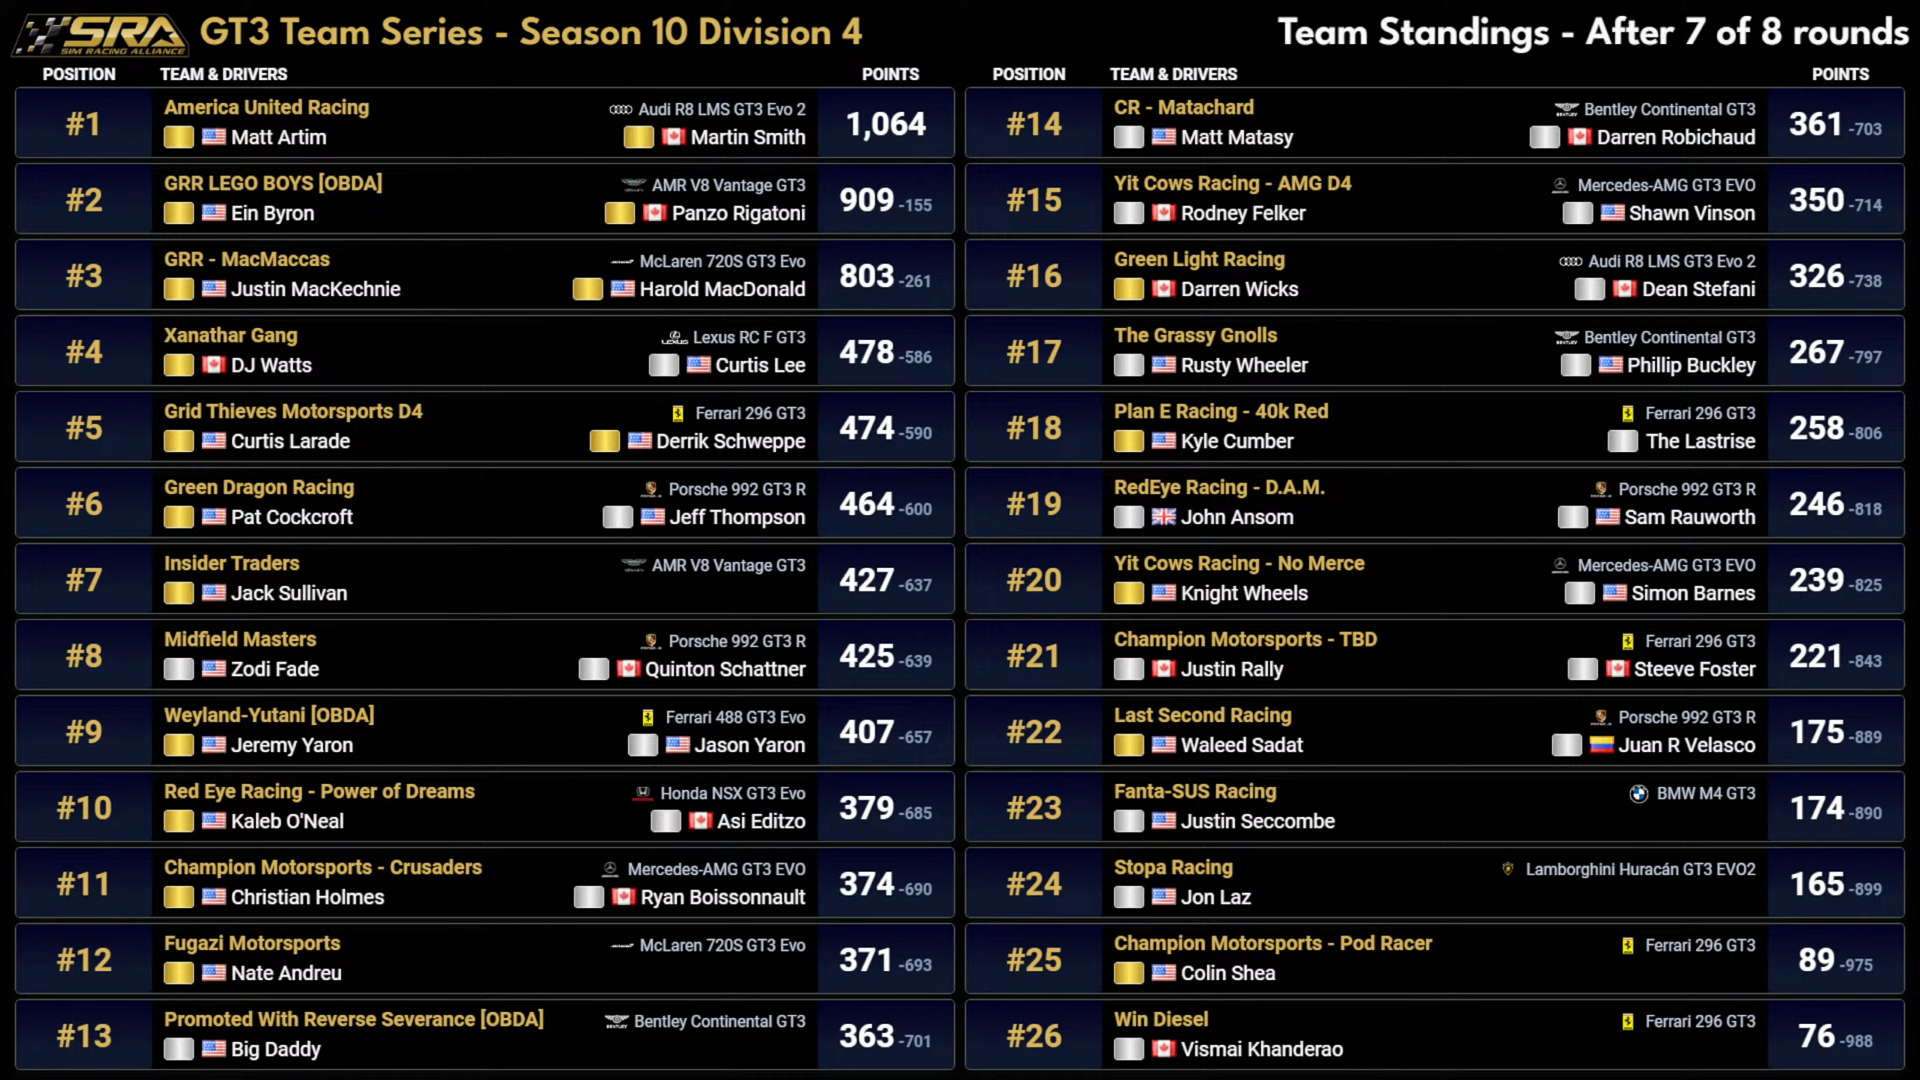 SRA
SIM RACING ALLIANCE
GT3 Team Series - Season 10 Division 4
Team Standings - After 7 of 8 rounds
POSITION TEAM & DRIVERS POINTS
#1 America United Racing Audi R8 LMS GT3 Evo 2 1,064
Matt Artim Martin Smith
#2 GRR LEGO BOYS [OBDA] AMR V8 Vantage GT3 909 -155
Ein Byron Panzo Rigatoni
#3 GRR - MacMaccas McLaren 720S GT3 Evo 803 -261
Justin MacKechnie Harold MacDonald
#4 Xanathar Gang Lexus RC F GT3 478 -586
DJ Watts Curtis Lee
#5 Grid Thieves Motorsports D4 Ferrari 296 GT3 474 -590
Curtis Larade Derrik Schweppe
#6 Green Dragon Racing Porsche 992 GT3 R 464 -600
Pat Cockcroft Jeff Thompson
#7 Insider Traders AMR V8 Vantage GT3 427 -637
Jack Sullivan
#8 Midfield Masters Porsche 992 GT3 R 425 -639
Zodi Fade Quinton Schattner
#9 Weyland-Yutani [OBDA] Ferrari 488 GT3 Evo 407 -657
Jeremy Yaron Jason Yaron
#10 Red Eye Racing - Power of Dreams Honda NSX GT3 Evo 379 -685
Kaleb O'Neal Asi Editzo
#11 Champion Motorsports - Crusaders Mercedes-AMG GT3 EVO 374 -690
Christian Holmes Ryan Boissonnault
#12 Fugazi Motorsports McLaren 720S GT3 Evo 371 -693
Nate Andreu
#13 Promoted With Reverse Severance [OBDA] Bentley Continental GT3 363 -701
Big Daddy
POSITION TEAM & DRIVERS POINTS
#14 CR - Matachard Bentley Continental GT3 361 -703
Matt Matasy Darren Robichaud
#15 Yit Cows Racing - AMG D4 Mercedes-AMG GT3 EVO 350 -714
Rodney Felker Shawn Vinson
#16 Green Light Racing Audi R8 LMS GT3 Evo 2 326 -738
Darren Wicks Dean Stefani
#17 The Grassy Gnolls Bentley Continental GT3 267 -797
Rusty Wheeler Phillip Buckley
#18 Plan E Racing - 40k Red Ferrari 296 GT3 258 -806
Kyle Cumber The Lastrise
#19 RedEye Racing - D.A.M. Porsche 992 GT3 R 246 -818
John Ansom Sam Rauworth
#20 Yit Cows Racing - No Merce Mercedes-AMG GT3 EVO 239 -825
Knight Wheels Simon Barnes
#21 Champion Motorsports - TBD Ferrari 296 GT3 221 -843
Justin Rally Steeve Foster
#22 Last Second Racing Porsche 992 GT3 R 175 -889
Waleed Sadat Juan R Velasco
#23 Fanta-SUS Racing BMW M4 GT3 174 -890
Justin Seccombe
#24 Stopa Racing Lamborghini Huracán GT3 EVO2 165 -899
Jon Laz
#25 Champion Motorsports - Pod Racer Ferrari 296 GT3 89 -975
Colin Shea
#26 Win Diesel Ferrari 296 GT3 76 -988
Vismai Khanderao